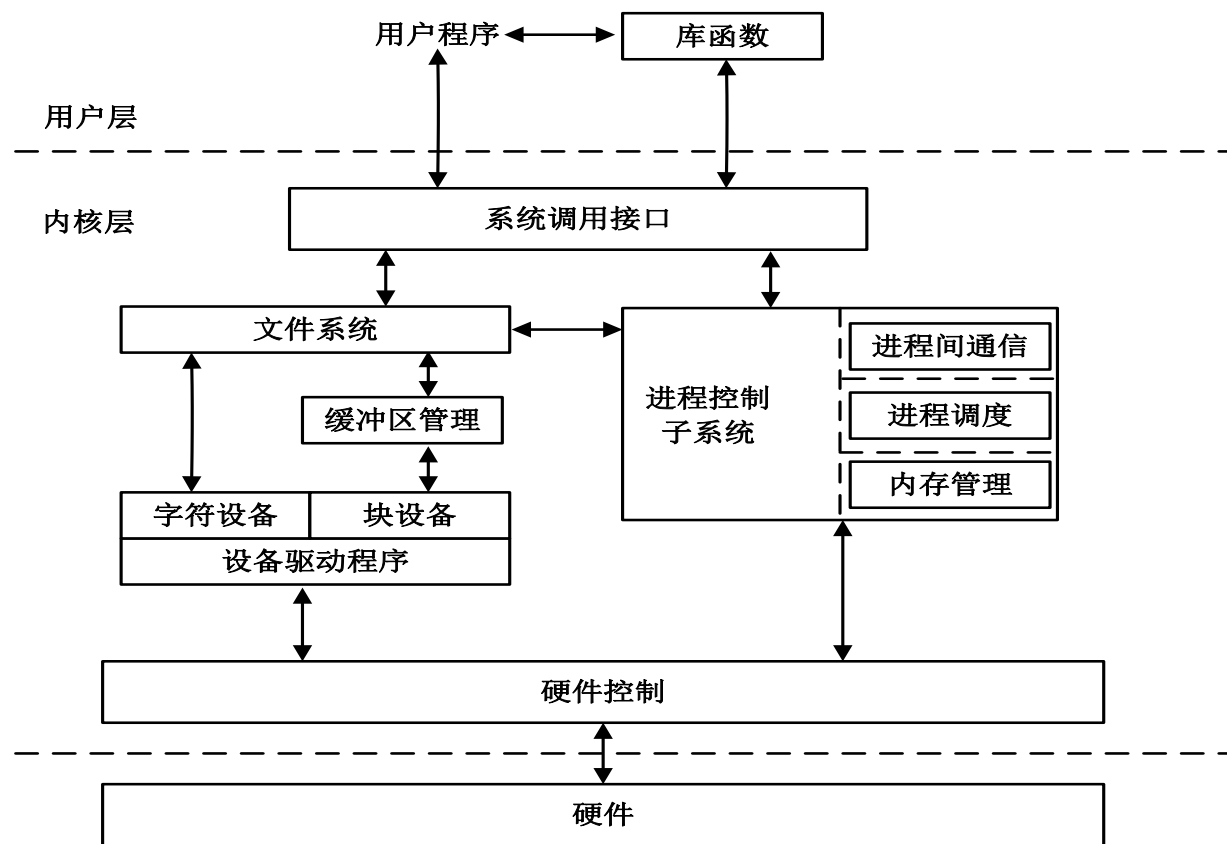 用户程序
库函数
用户层
内核层
系统调用接口
文件系统
进程间通信
进程控制
子系统
缓冲区管理
进程调度
内存管理
字符设备
块设备
设备驱动程序
硬件控制
硬件